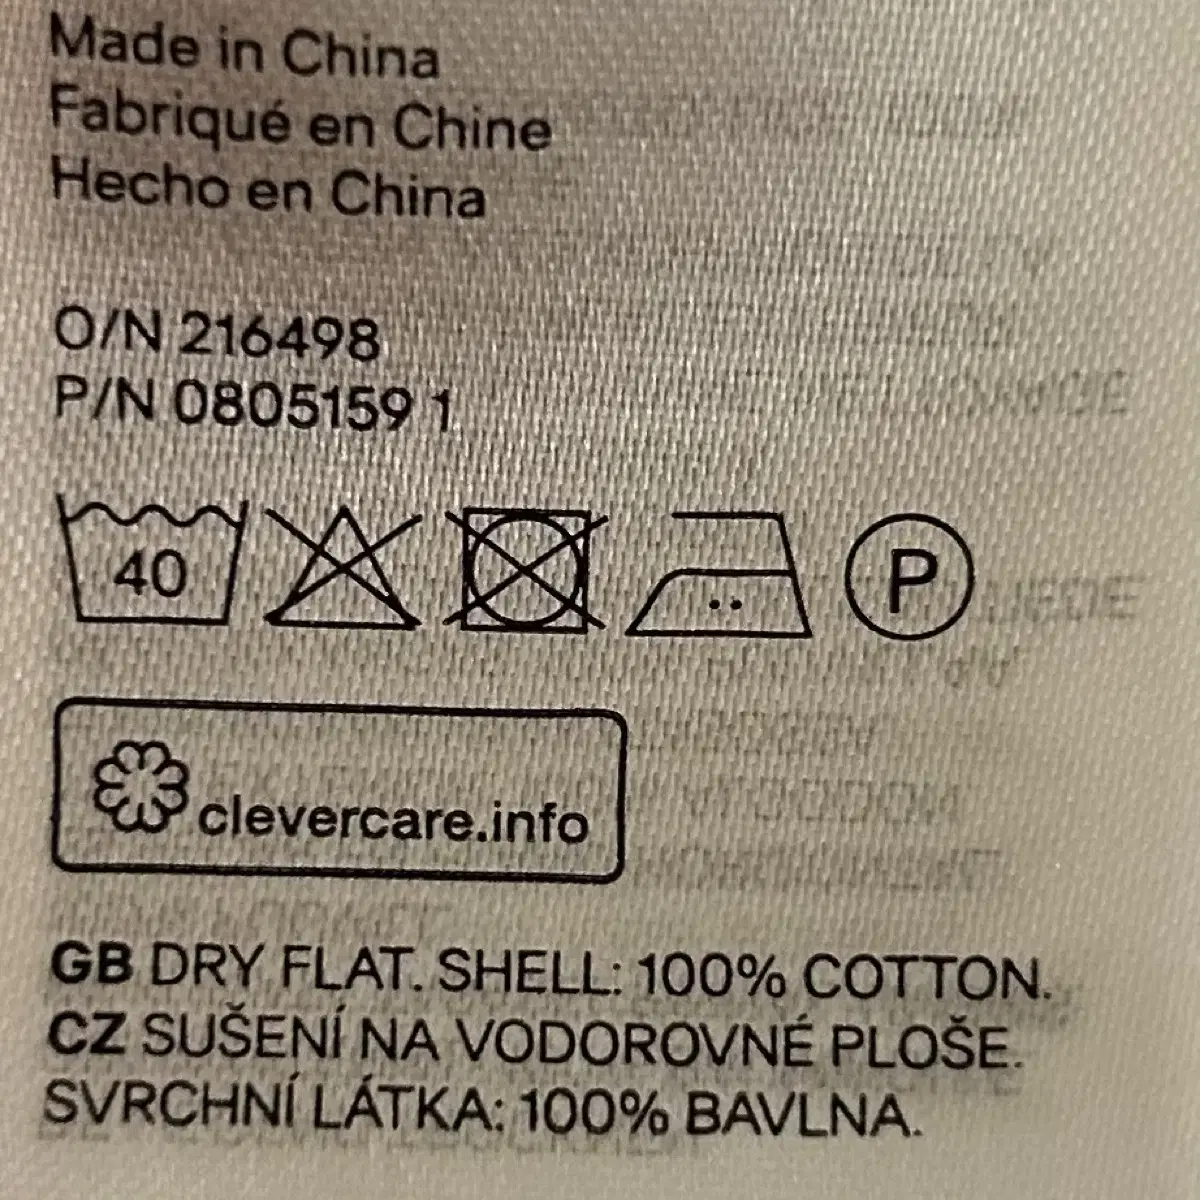 Made in China
Fabriqué en Chine
Hecho en China
O/N 216498
P/N 0805159 1
40
P
clevercare.info
GB DRY FLAT. SHELL: 100% COTTON.
CZ SUŠENÍ NA VODOROVNÉ PLOŠE.
SVRCHNÍ LÁTKA: 100% BAVLNA.